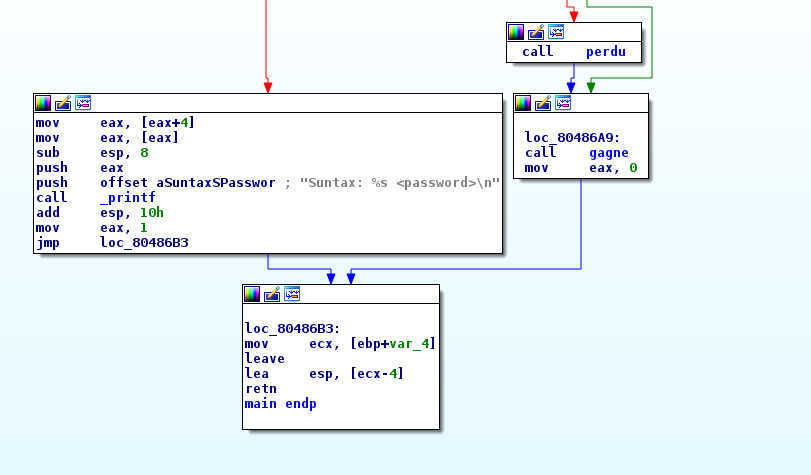 call    perdu
mov     eax, [eax+4]
mov     eax, [eax]
sub     esp, 8
push    eax
push    offset aSuntaxSPasswor ; "Suntax: %s <password>\n"
call    _printf
add     esp, 10h
mov     eax, 1
jmp     loc_80486B3
loc_80486A9:
call    gagne
mov     eax, 0
loc_80486B3:
mov     ecx, [ebp+var_4]
leave
lea     esp, [ecx-4]
retn
main endp